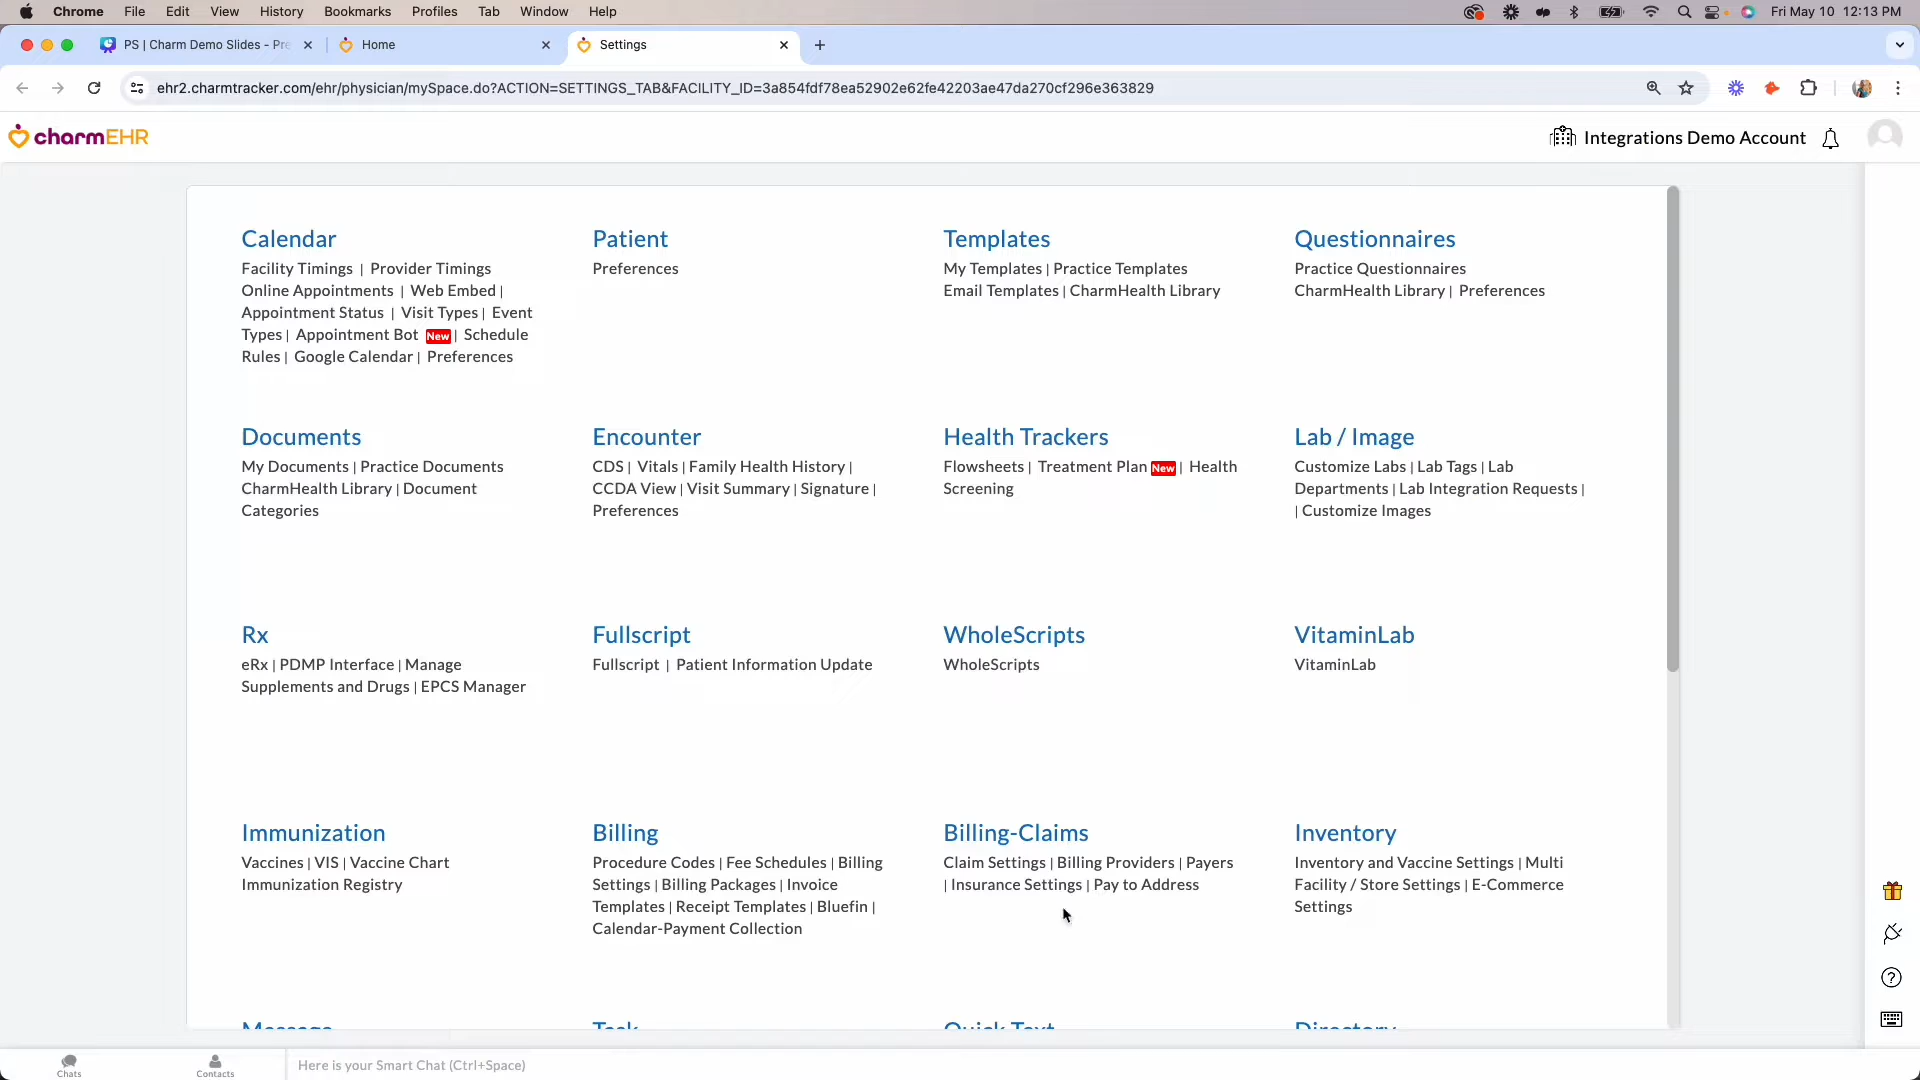 Chrome File Edit View History Bookmarks Profiles Tab Window Help Fri May 10 12:13 PM
PS | Charm Demo Slides - Pre Home Settings
ehr2.charmtracker.com/ehr/physician/mySpace.do?ACTION=SETTINGS_TAB&FACILITY_ID=3a854fdf78ea52902e62fe42203ae47da270cf296e363829
charmEHR Integrations Demo Account
Calendar
Facility Timings | Provider Timings
Online Appointments | Web Embed |
Appointment Status | Visit Types | Event
Types | Appointment Bot New | Schedule
Rules | Google Calendar | Preferences
Patient
Preferences
Templates
My Templates | Practice Templates
Email Templates | CharmHealth Library
Questionnaires
Practice Questionnaires
CharmHealth Library | Preferences
Documents
My Documents | Practice Documents
CharmHealth Library | Document
Categories
Encounter
CDS | Vitals | Family Health History |
CCDA View | Visit Summary | Signature |
Preferences
Health Trackers
Flowsheets | Treatment Plan New | Health
Screening
Lab / Image
Customize Labs | Lab Tags | Lab
Departments | Lab Integration Requests |
| Customize Images
Rx
eRx | PDMP Interface | Manage
Supplements and Drugs | EPCS Manager
Fullscript
Fullscript | Patient Information Update
WholeScripts
WholeScripts
VitaminLab
VitaminLab
Immunization
Vaccines | VIS | Vaccine Chart
Immunization Registry
Billing
Procedure Codes | Fee Schedules | Billing
Settings | Billing Packages | Invoice
Templates | Receipt Templates | Bluefin |
Calendar-Payment Collection
Billing-Claims
Claim Settings | Billing Providers | Payers
| Insurance Settings | Pay to Address
Inventory
Inventory and Vaccine Settings | Multi
Facility / Store Settings | E-Commerce
Settings
Message
Task
Quick Text
Directory
Chats Contacts Here is your Smart Chat (Ctrl+Space)